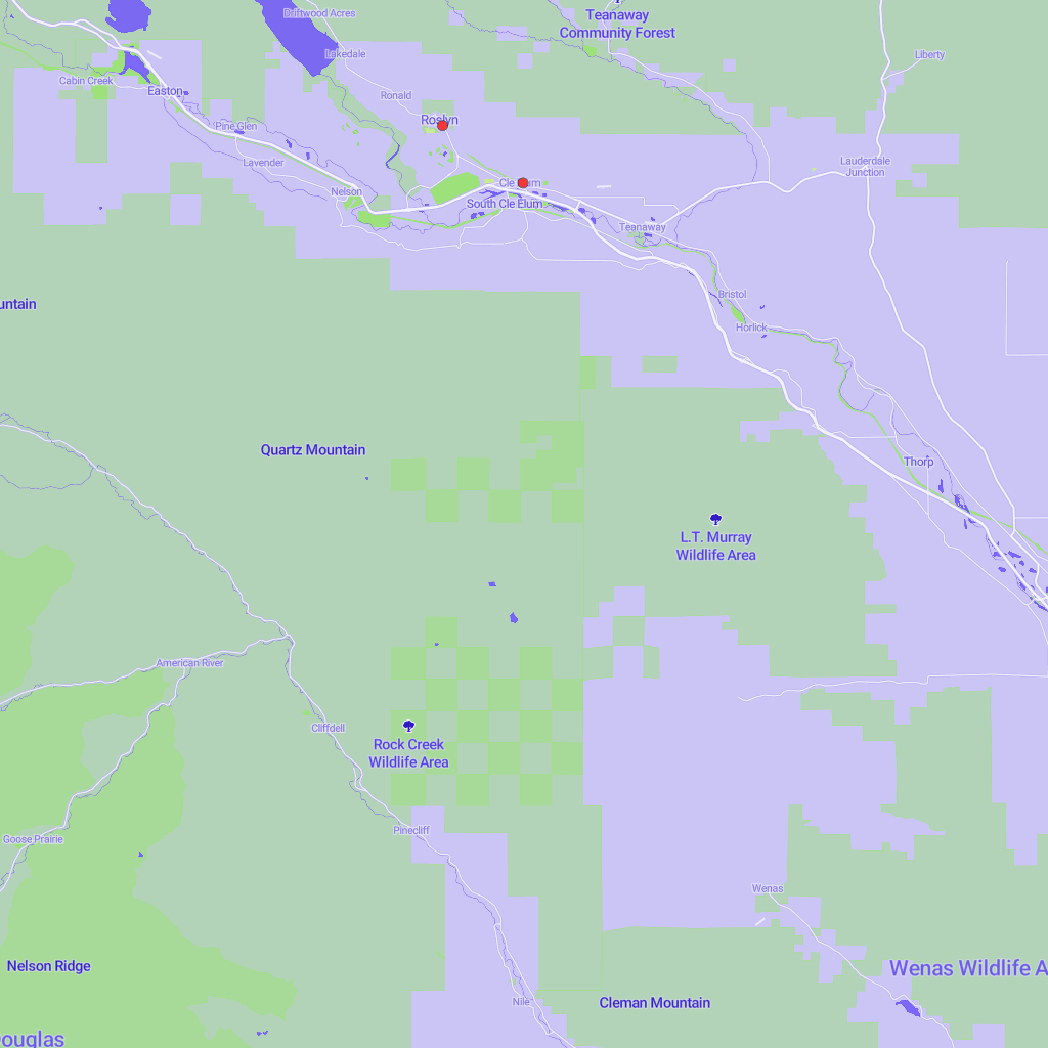 Driftwood Acres
Teanaway
Community Forest
Lakedale
Liberty
Cabin Creek
Easton
Ronald
Roslyn
Pine Glen
Lavender
Lauderdale
Junction
Nelson
Cle Elum
South Cle Elum
Teanaway
Bristol
untain
Horlick
Quartz Mountain
Thorp
L.T. Murray
Wildlife Area
American River
Cliffdell
Rock Creek
Wildlife Area
Pinecliff
Goose Prairie
Wenas
Nelson Ridge
Wenas Wildlife A
Nile
Cleman Mountain
ouglas